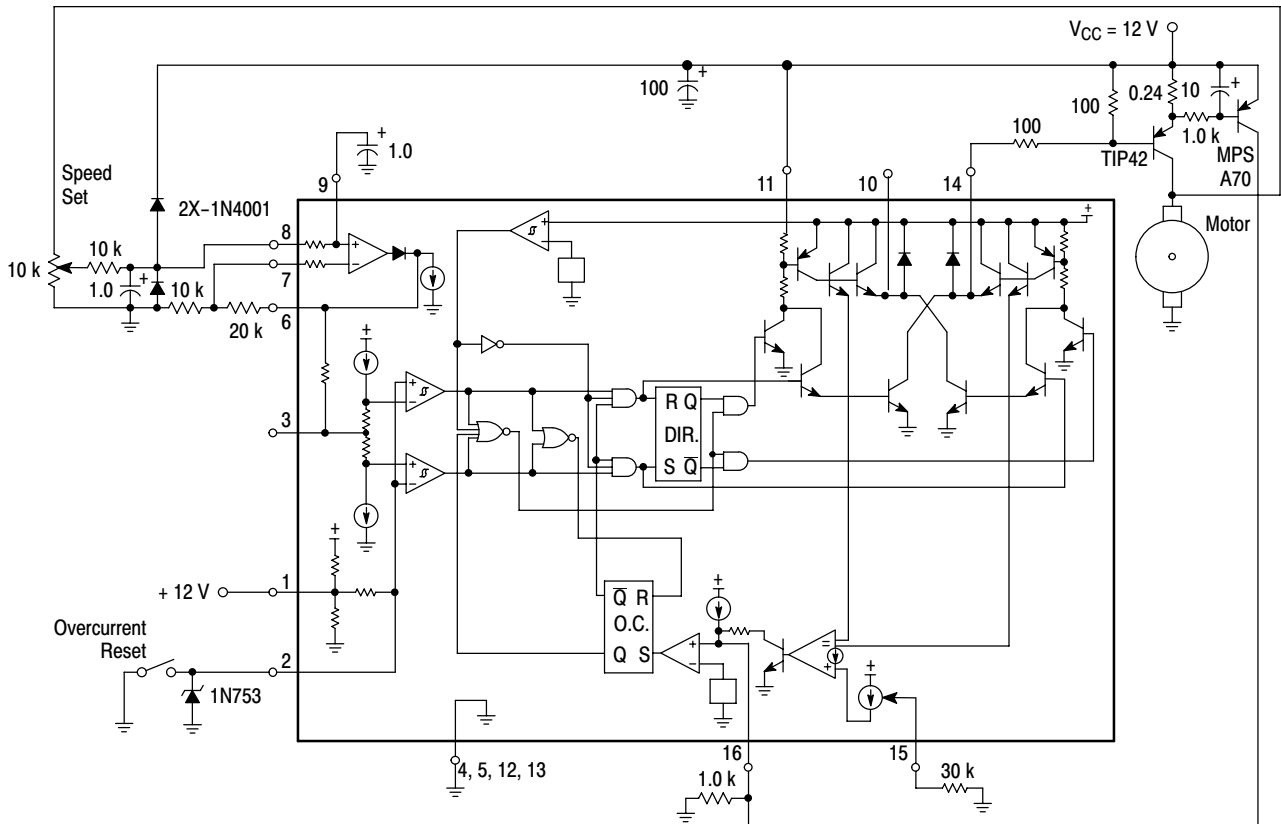 VCC = 12 V
100
+
100
0.24
10
+
1.0 k
100
TIP42
MPS
A70
+
1.0
Speed
Set
9
11
10
14
2X–1N4001
Motor
8
+
–
+
–
+
10 k
10 k
7
1.0
+
10 k
20 k
6
+
+
–
3
R Q
DIR.
S Q
+
–
+
+ 12 V
1
Q R
O.C.
Q S
+
+
–
=
+
+
Overcurrent
Reset
2
1N753
4, 5, 12, 13
16
15
1.0 k
30 k